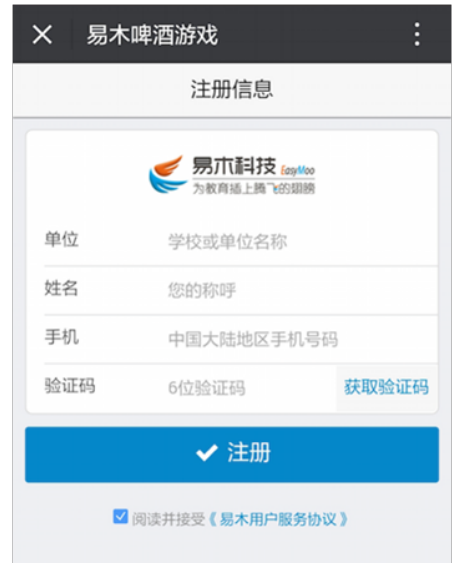 易木啤酒游戏
注册信息
易木科技 EasyMoo
为教育插上腾飞的翅膀
单位 学校或单位名称
姓名 您的称呼
手机 中国大陆地区手机号码
验证码 6位验证码 获取验证码
注册
阅读并接受《易木用户服务协议》